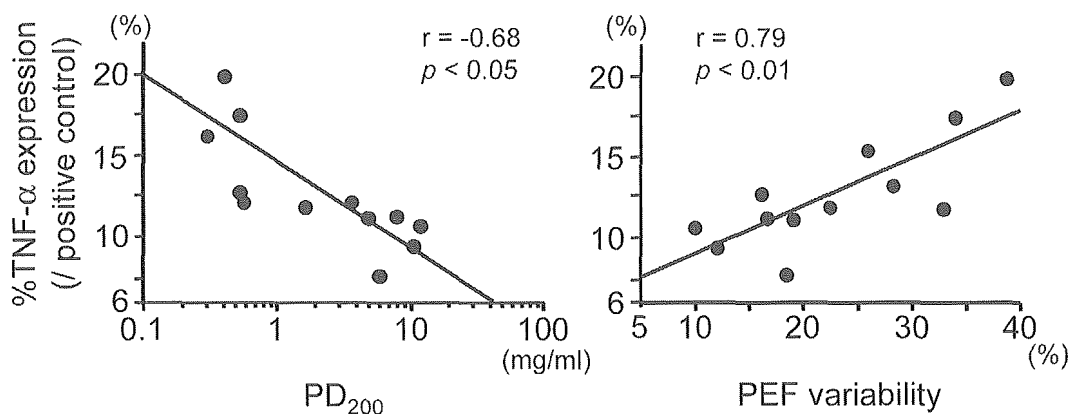 %TNF-α expression
(/ positive control)
(%)
20
15
10
6
r = -0.68
p < 0.05
0.1
1
10
100
(mg/ml)
PD200
(%)
20
15
10
6
r = 0.79
p < 0.01
5
10
20
30
40
(%)
PEF variability